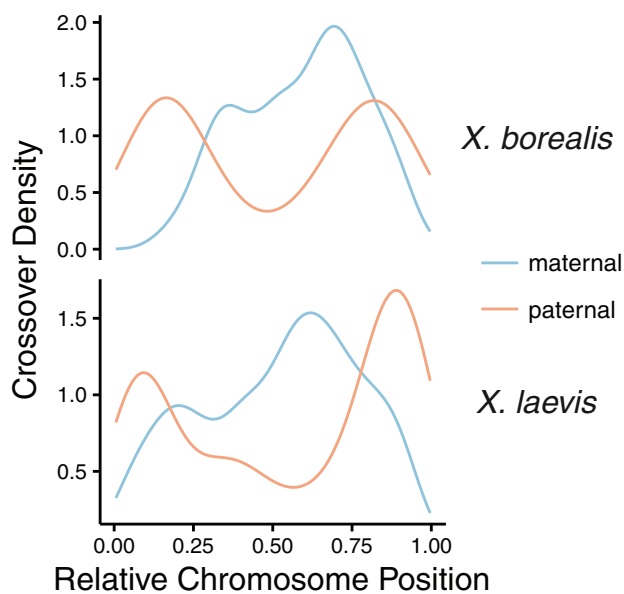 Crossover Density
2.0
1.5
1.0
0.5
0.0
X. borealis
maternal
paternal
1.5
1.0
0.5
X. laevis
0.00 0.25 0.50 0.75 1.00
Relative Chromosome Position